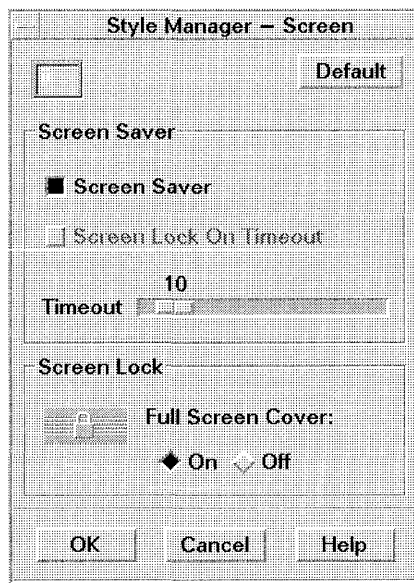 Style Manager – Screen
Default
Screen Saver
Screen Saver
Screen Lock On Timeout
10
Timeout
Screen Lock
Full Screen Cover:
On Off
OK Cancel Help